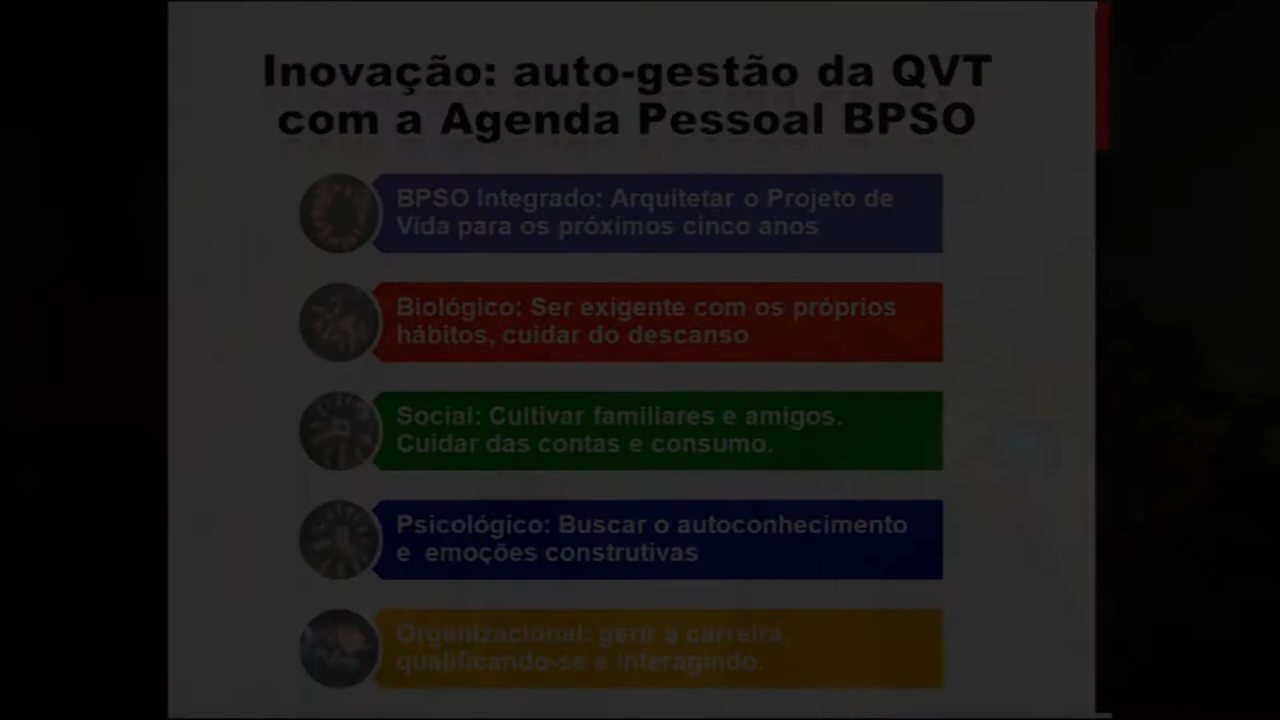 Inovação: auto-gestão da QVT
com a Agenda Pessoal BPSO
BPSO Integrado: Arquitetar o Projeto de
Vida para os próximos cinco anos
Biológico: Ser exigente com os próprios
hábitos, cuidar do descanso
Social: Cultivar familiares e amigos.
Cuidar das contas e consumo.
Psicológico: Buscar o autoconhecimento
e emoções construtivas
Organizacional: gerir a carreira,
qualificando-se e interagindo.